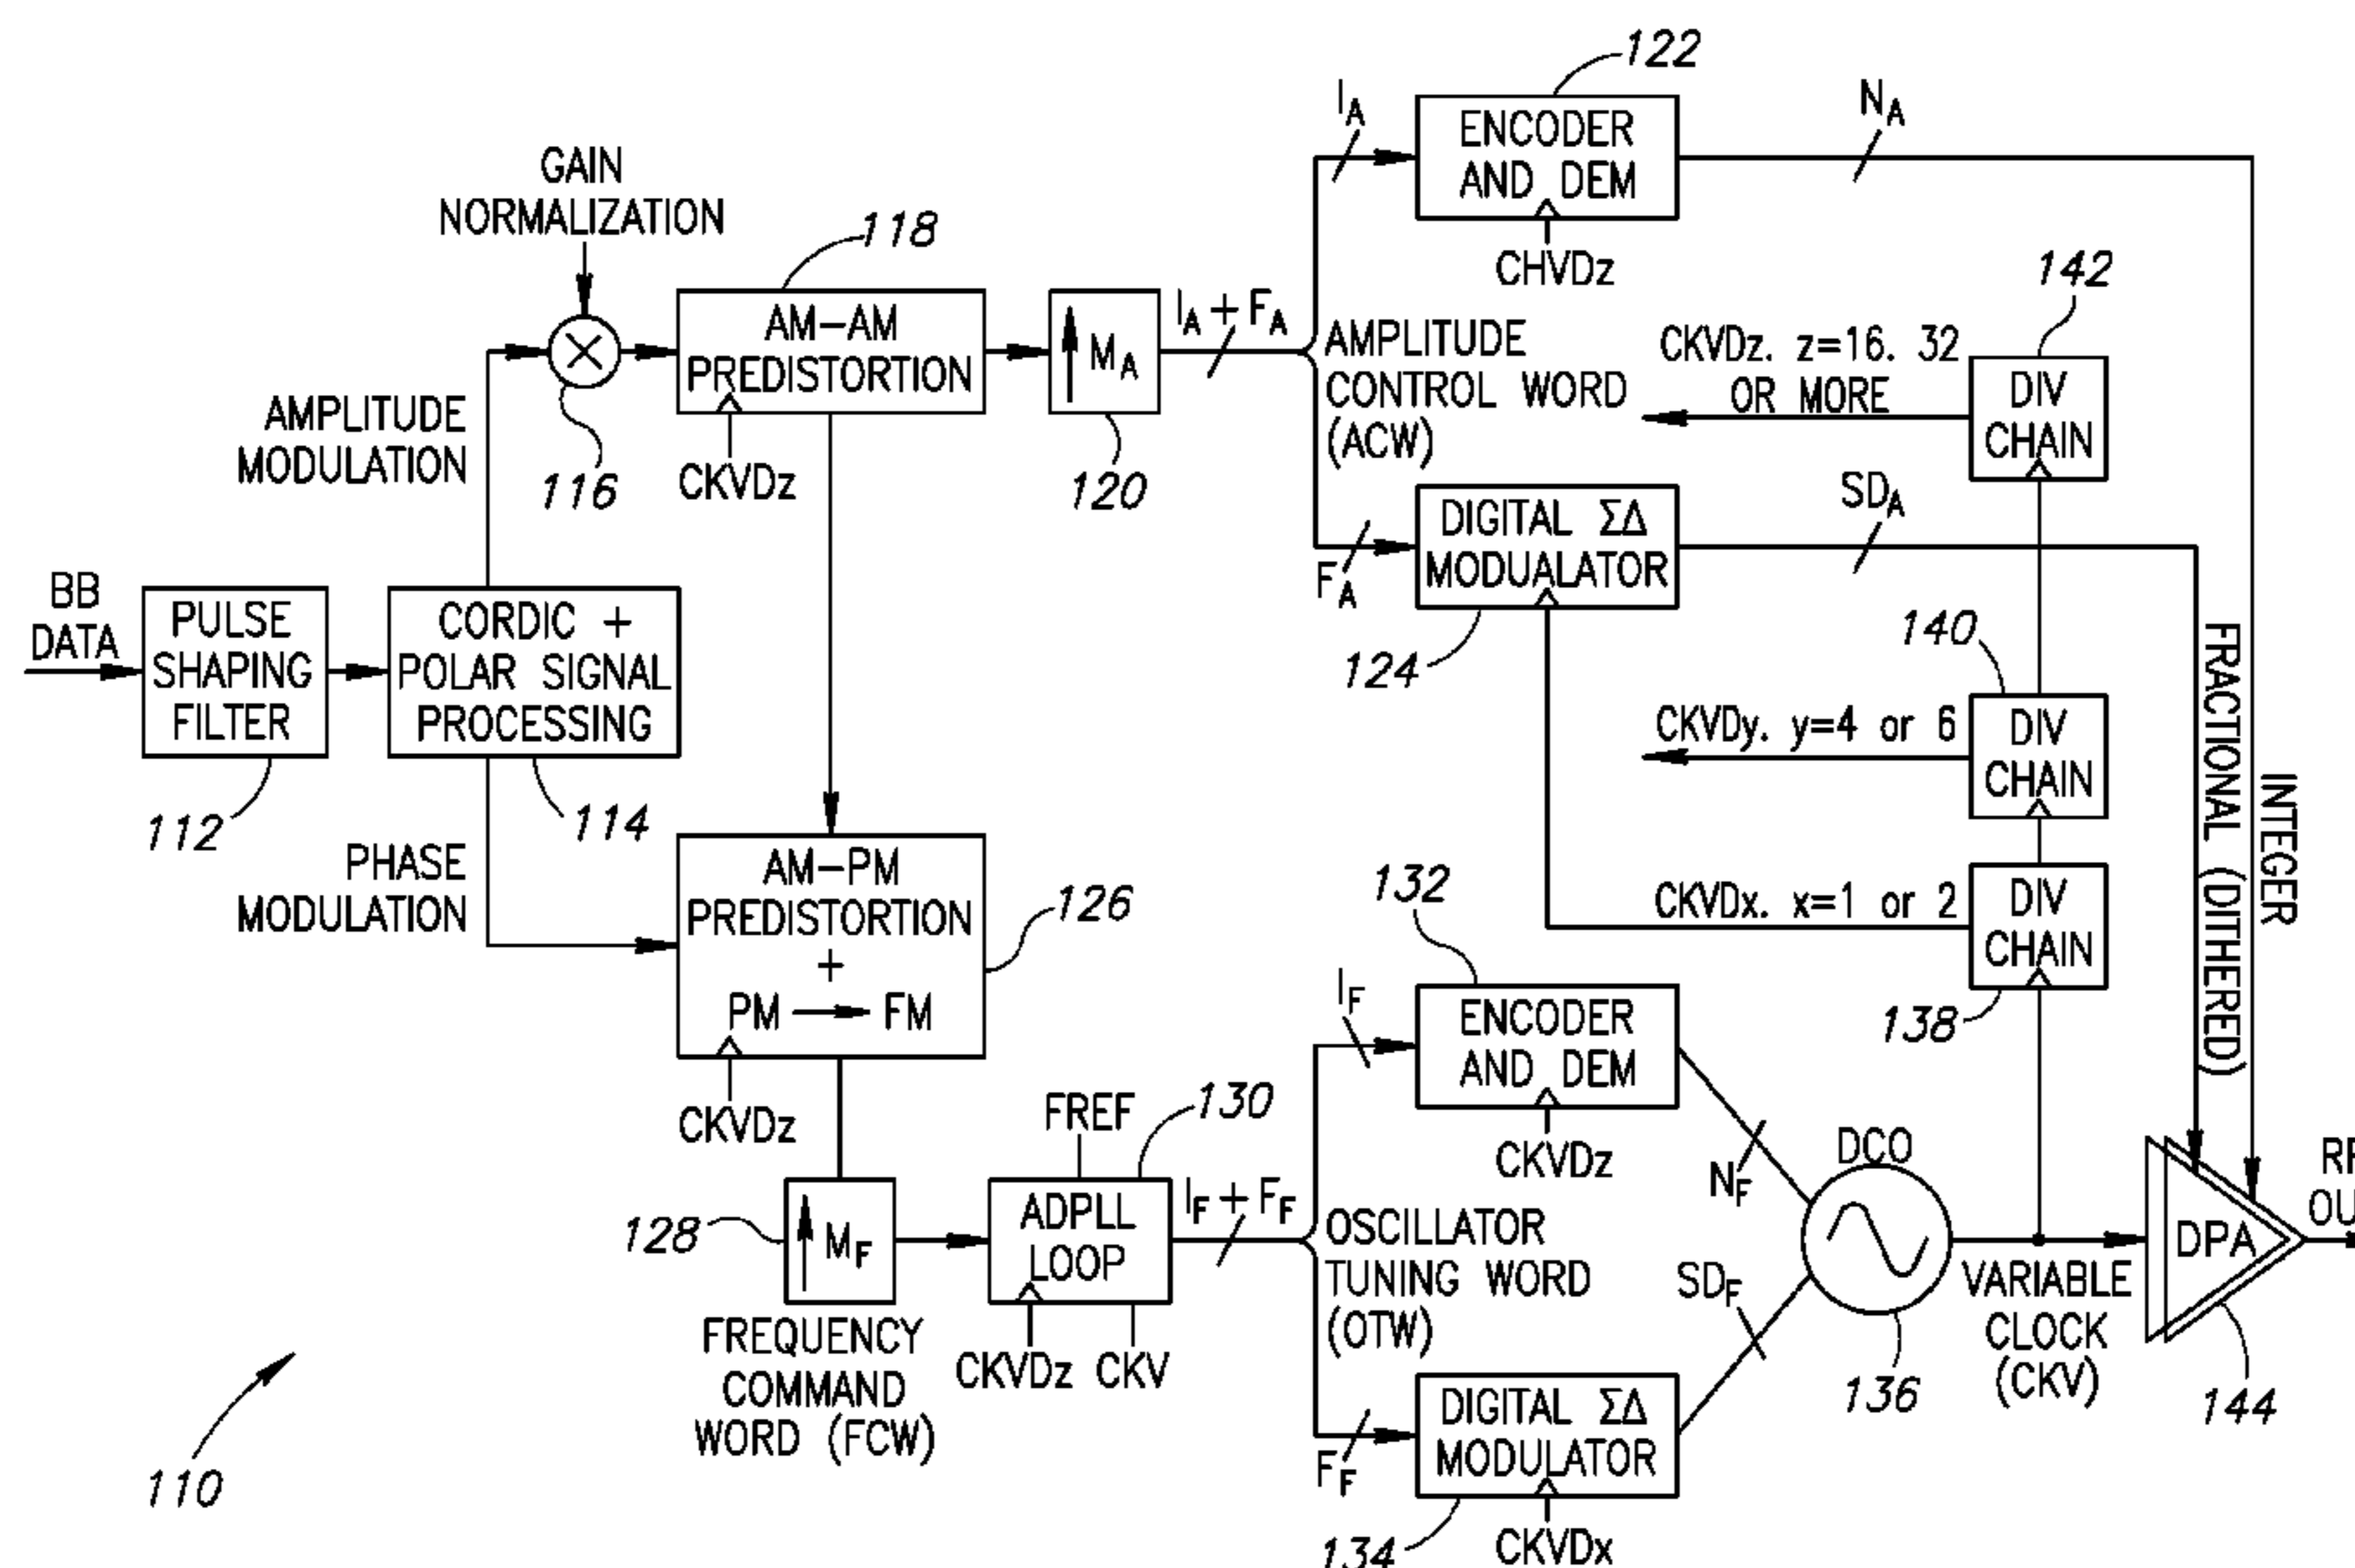 122
I_A
ENCODER
AND DEM
N_A
CHVDz
GAIN
NORMALIZATION
118
AM-AM
PREDISTORTION
CKVDz
116
AMPLITUDE
MODULATION
M_A
120
I_A + F_A
AMPLITUDE
CONTROL WORD
(ACW)
142
CKVDz. z=16. 32
OR MORE
DIV
CHAIN
F_A
DIGITAL ΣΔ
MODUALATOR
124
SD_A
BB
DATA
PULSE
SHAPING
FILTER
112
CORDIC +
POLAR SIGNAL
PROCESSING
114
140
CKVDy. y=4 or 6
DIV
CHAIN
FRACTIONAL (DITHERED)
INTEGER
PHASE
MODULATION
AM-PM
PREDISTORTION
+
PM FM
126
CKVDz
CKVDx. x=1 or 2
DIV
CHAIN
138
132
I_F
ENCODER
AND DEM
CKVDz
N_F
128
M_F
FREQUENCY
COMMAND
WORD (FCW)
FREF
130
ADPLL
LOOP
CKVDz CKV
I_F + F_F
OSCILLATOR
TUNING WORD
(OTW)
DCO
136
SD_F
VARIABLE
CLOCK
(CKV)
DPA
144
F_F
DIGITAL ΣΔ
MODULATOR
134
CKVDx
110